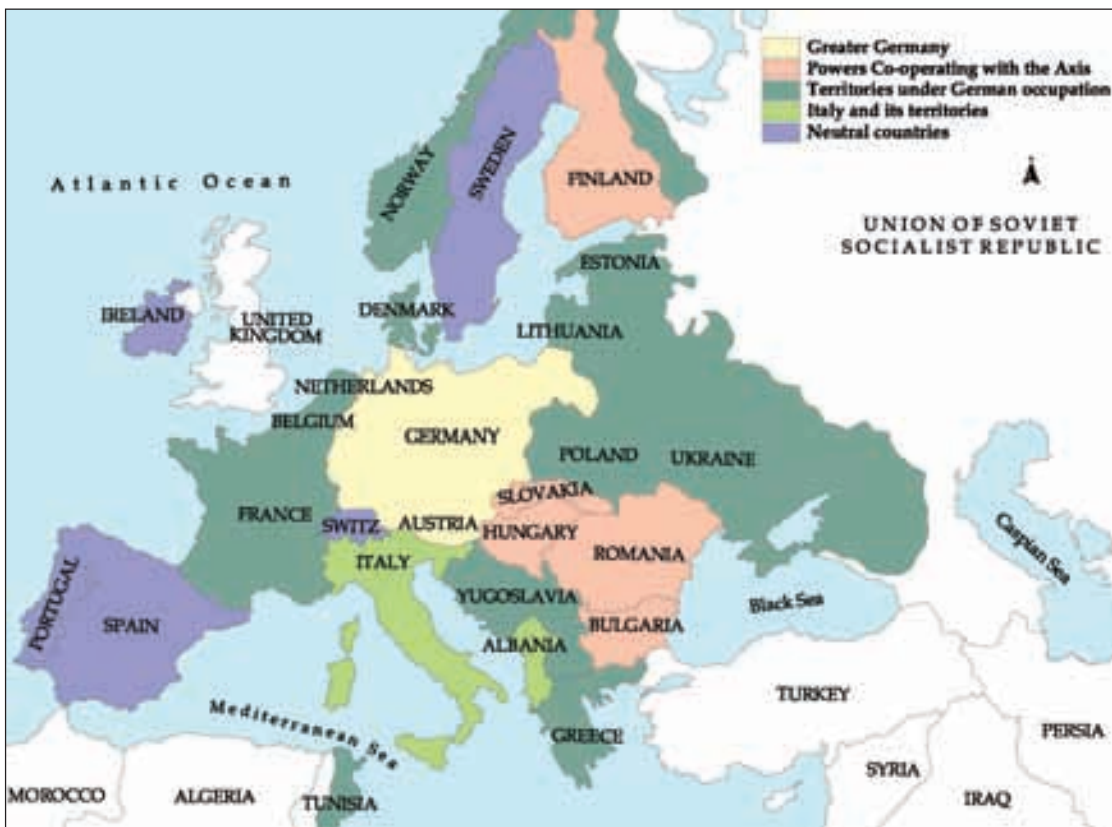 Greater Germany
Powers Co-operating with the Axis
Territories under German occupation
Italy and its territories
Neutral countries
Atlantic Ocean
NORWAY
SWEDEN
FINLAND
UNION OF SOVIET
SOCIALIST REPUBLIC
ESTONIA
IRELAND
UNITED
KINGDOM
DENMARK
LITHUANIA
NETHERLANDS
BELGIUM
GERMANY
POLAND
UKRAINE
SLOVAKIA
FRANCE
SWITZ
AUSTRIA
HUNGARY
ITALY
ROMANIA
Caspian Sea
PORTUGAL
SPAIN
YUGOSLAVIA
Black Sea
BULGARIA
ALBANIA
TURKEY
Mediterranean Sea
GREECE
PERSIA
SYRIA
MOROCCO
ALGERIA
TUNISIA
IRAQ